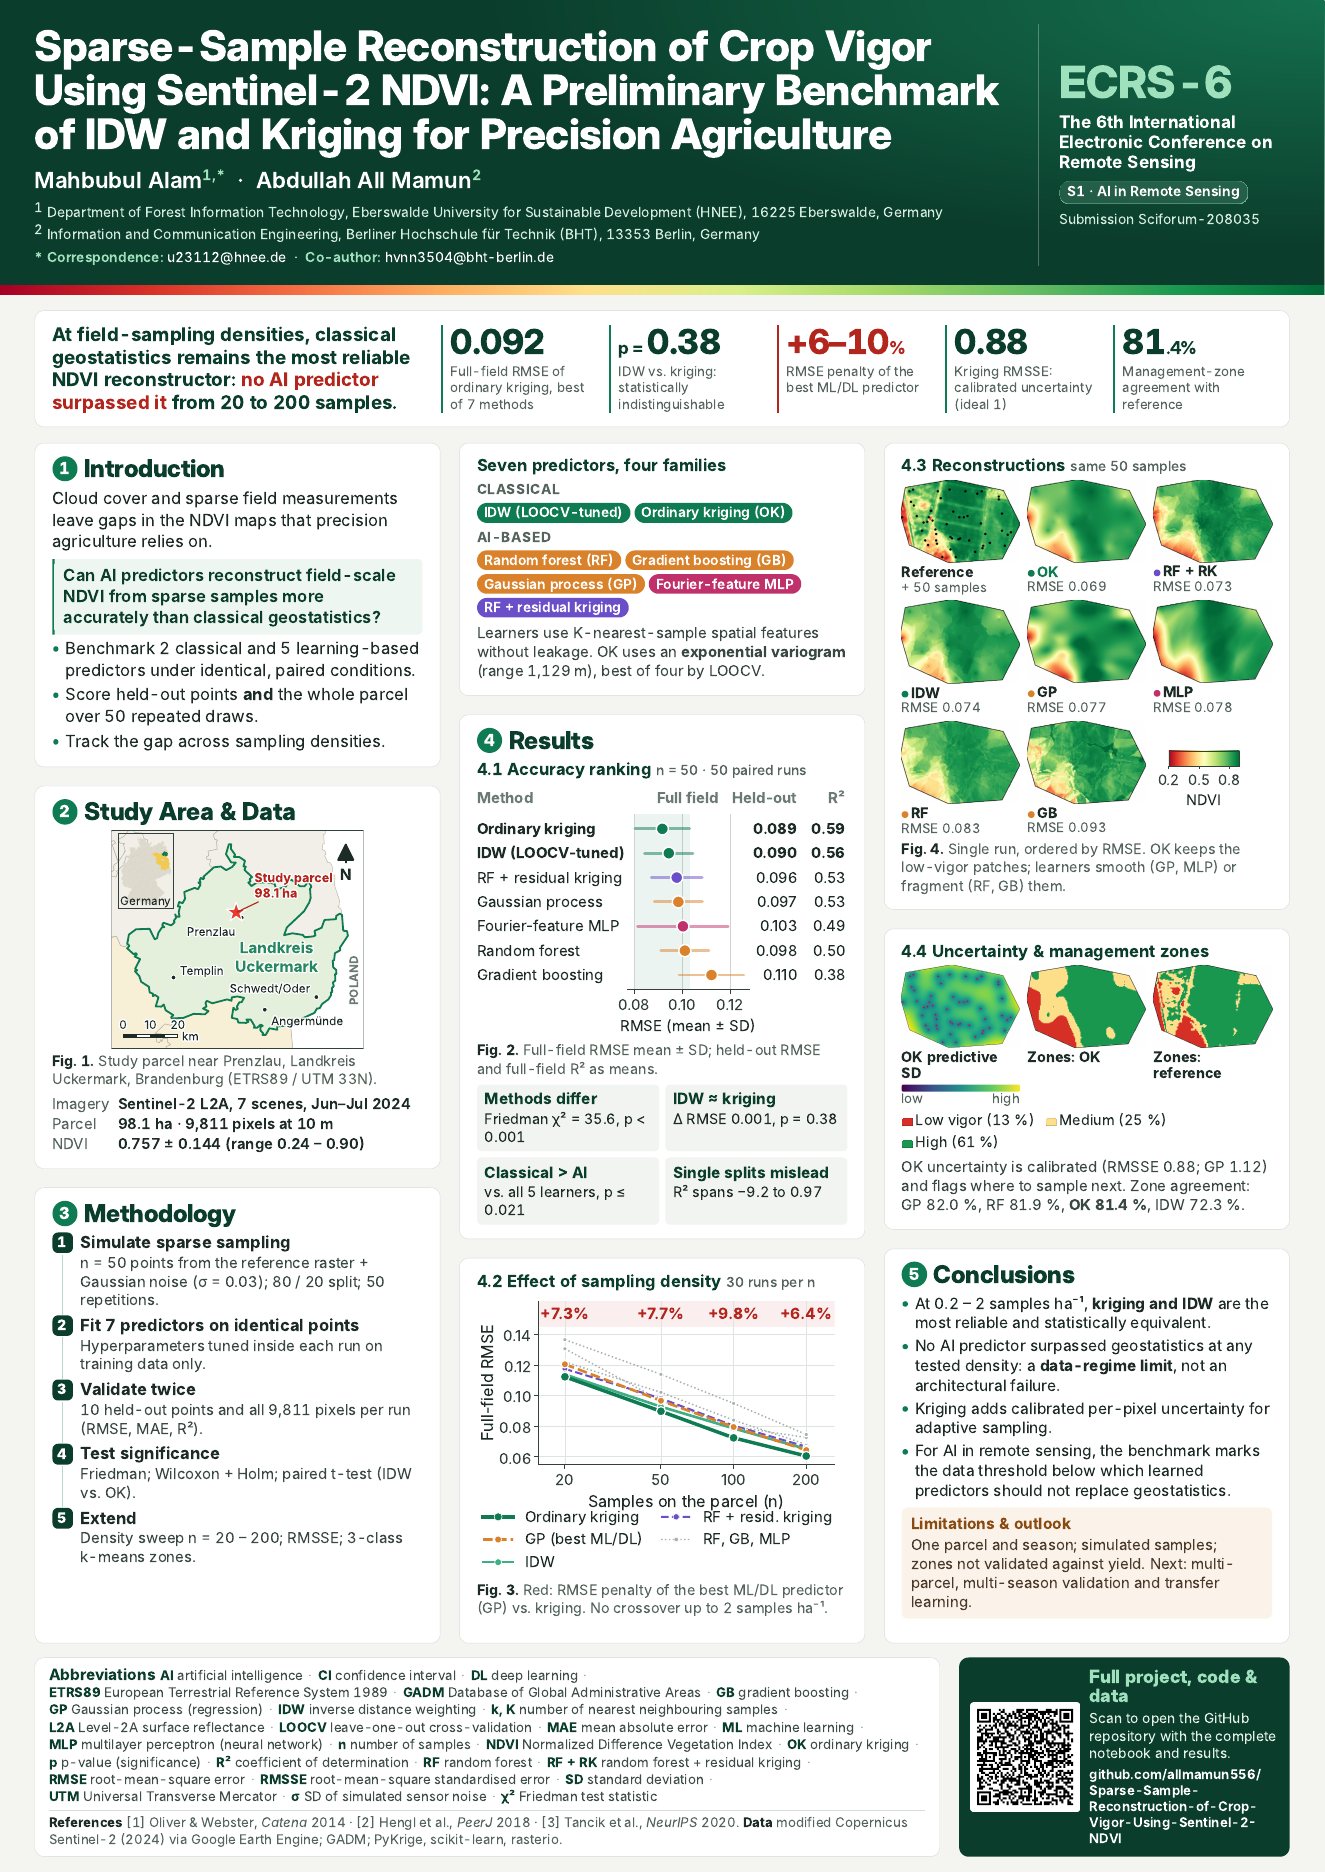 Sparse-Sample Reconstruction of Crop Vigor
Using Sentinel-2 NDVI: A Preliminary Benchmark
of IDW and Kriging for Precision Agriculture
Mahbubul Alam1,* · Abdullah All Mamun2
1 Department of Forest Information Technology, Eberswalde University for Sustainable Development (HNEE), 16225 Eberswalde, Germany
2 Information and Communication Engineering, Berliner Hochschule für Technik (BHT), 13353 Berlin, Germany
* Correspondence: u23112@hnee.de · Co-author: hvnn3504@bht-berlin.de
ECRS-6
The 6th International
Electronic Conference on
Remote Sensing
S1 · AI in Remote Sensing
Submission Sciforum-208035
At field-sampling densities, classical
geostatistics remains the most reliable
NDVI reconstructor: no AI predictor
surpassed it from 20 to 200 samples.
0.092
Full-field RMSE of
ordinary kriging, best
of 7 methods
p = 0.38
IDW vs. kriging:
statistically
indistinguishable
+6–10%
RMSE penalty of the
best ML/DL predictor
0.88
Kriging RMSSE:
calibrated uncertainty
(ideal 1)
81.4%
Management-zone
agreement with
reference
1 Introduction
Cloud cover and sparse field measurements
leave gaps in the NDVI maps that precision
agriculture relies on.
Can AI predictors reconstruct field-scale
NDVI from sparse samples more
accurately than classical geostatistics?
• Benchmark 2 classical and 5 learning-based
predictors under identical, paired conditions.
• Score held-out points and the whole parcel
over 50 repeated draws.
• Track the gap across sampling densities.
2 Study Area & Data
Germany
Study parcel
98.1 ha
N
Prenzlau
Landkreis
Uckermark
Templin
Schwedt/Oder
POLAND
Angermünde
0 10 20
km
Fig. 1. Study parcel near Prenzlau, Landkreis
Uckermark, Brandenburg (ETRS89 / UTM 33N).
Imagery Sentinel-2 L2A, 7 scenes, Jun–Jul 2024
Parcel 98.1 ha · 9,811 pixels at 10 m
NDVI 0.757 ± 0.144 (range 0.24 – 0.90)
3 Methodology
1 Simulate sparse sampling
n = 50 points from the reference raster +
Gaussian noise (σ = 0.03); 80 / 20 split; 50
repetitions.
2 Fit 7 predictors on identical points
Hyperparameters tuned inside each run on
training data only.
3 Validate twice
10 held-out points and all 9,811 pixels per run
(RMSE, MAE, R²).
4 Test significance
Friedman; Wilcoxon + Holm; paired t-test (IDW
vs. OK).
5 Extend
Density sweep n = 20 – 200; RMSSE; 3-class
k-means zones.
Seven predictors, four families
CLASSICAL
IDW (LOOCV-tuned) Ordinary kriging (OK)
AI-BASED
Random forest (RF) Gradient boosting (GB)
Gaussian process (GP) Fourier-feature MLP
RF + residual kriging
Learners use K-nearest-sample spatial features
without leakage. OK uses an exponential variogram
(range 1,129 m), best of four by LOOCV.
4 Results
4.1 Accuracy ranking n = 50 · 50 paired runs
Method Full field Held-out R²
Ordinary kriging 0.089 0.59
IDW (LOOCV-tuned) 0.090 0.56
RF + residual kriging 0.096 0.53
Gaussian process 0.097 0.53
Fourier-feature MLP 0.103 0.49
Random forest 0.098 0.50
Gradient boosting 0.110 0.38
0.08 0.10 0.12
RMSE (mean ± SD)
Fig. 2. Full-field RMSE mean ± SD; held-out RMSE
and full-field R² as means.
Methods differ
Friedman χ² = 35.6, p <
0.001
IDW ≈ kriging
Δ RMSE 0.001, p = 0.38
Classical > AI
vs. all 5 learners, p ≤
0.021
Single splits mislead
R² spans −9.2 to 0.97
4.2 Effect of sampling density 30 runs per n
+7.3% +7.7% +9.8% +6.4%
Full-field RMSE
0.14
0.12
0.10
0.08
0.06
20 50 100 200
Samples on the parcel (n)
Ordinary kriging RF + resid. kriging
GP (best ML/DL) RF, GB, MLP
IDW
Fig. 3. Red: RMSE penalty of the best ML/DL predictor
(GP) vs. kriging. No crossover up to 2 samples ha⁻¹.
4.3 Reconstructions same 50 samples
Reference
+ 50 samples
OK
RMSE 0.069
RF + RK
RMSE 0.073
IDW
RMSE 0.074
GP
RMSE 0.077
MLP
RMSE 0.078
RF
RMSE 0.083
GB
RMSE 0.093
0.2 0.5 0.8
NDVI
Fig. 4. Single run, ordered by RMSE. OK keeps the
low-vigor patches; learners smooth (GP, MLP) or
fragment (RF, GB) them.
4.4 Uncertainty & management zones
OK predictive
SD
low high
Zones: OK
Zones:
reference
Low vigor (13 %) Medium (25 %)
High (61 %)
OK uncertainty is calibrated (RMSSE 0.88; GP 1.12)
and flags where to sample next. Zone agreement:
GP 82.0 %, RF 81.9 %, OK 81.4 %, IDW 72.3 %.
5 Conclusions
• At 0.2 – 2 samples ha⁻¹, kriging and IDW are the
most reliable and statistically equivalent.
• No AI predictor surpassed geostatistics at any
tested density: a data-regime limit, not an
architectural failure.
• Kriging adds calibrated per-pixel uncertainty for
adaptive sampling.
• For AI in remote sensing, the benchmark marks
the data threshold below which learned
predictors should not replace geostatistics.
Limitations & outlook
One parcel and season; simulated samples;
zones not validated against yield. Next: multi-
parcel, multi-season validation and transfer
learning.
Abbreviations AI artificial intelligence · CI confidence interval · DL deep learning ·
ETRS89 European Terrestrial Reference System 1989 · GADM Database of Global Administrative Areas · GB gradient boosting ·
GP Gaussian process (regression) · IDW inverse distance weighting · k, K number of nearest neighbouring samples ·
L2A Level-2A surface reflectance · LOOCV leave-one-out cross-validation · MAE mean absolute error · ML machine learning ·
MLP multilayer perceptron (neural network) · n number of samples · NDVI Normalized Difference Vegetation Index · OK ordinary kriging ·
p p-value (significance) · R² coefficient of determination · RF random forest · RF + RK random forest + residual kriging ·
RMSE root-mean-square error · RMSSE root-mean-square standardised error · SD standard deviation ·
UTM Universal Transverse Mercator · σ SD of simulated sensor noise · χ² Friedman test statistic
References [1] Oliver & Webster, Catena 2014 · [2] Hengl et al., PeerJ 2018 · [3] Tancik et al., NeurIPS 2020. Data modified Copernicus
Sentinel-2 (2024) via Google Earth Engine; GADM; PyKrige, scikit-learn, rasterio.
Full project, code &
data
Scan to open the GitHub
repository with the complete
notebook and results.
github.com/allmamun556/
Sparse-Sample-
Reconstruction-of-Crop-
Vigor-Using-Sentinel-2-
NDVI